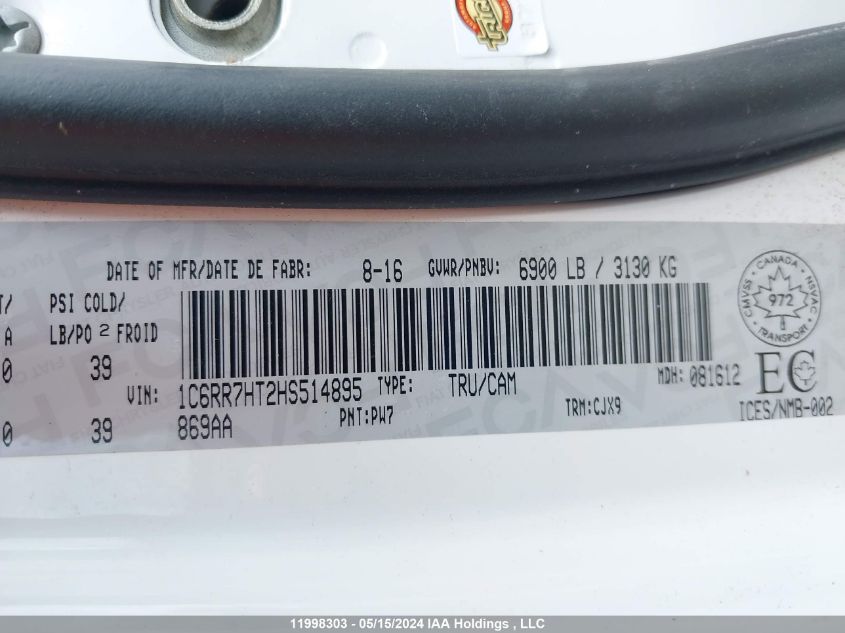 DATE OF MFR/DATE DE FABR: 8-16 GVWR/PNBV: 6900 LB / 3130 KG
T/ PSI COLD/
A LB/PO 2 FROID
0 39
VIN: 1C6RR7HT2HS514895 TYPE: TRU/CAM MDH: 081612
0 39 869AA PNT:PW7 TRM:CJX9
CANADA
CMVSS NSVAC
972
TRANSPORT
EC
ICES/NMB-002
11998303 - 05/15/2024 IAA Holdings , LLC